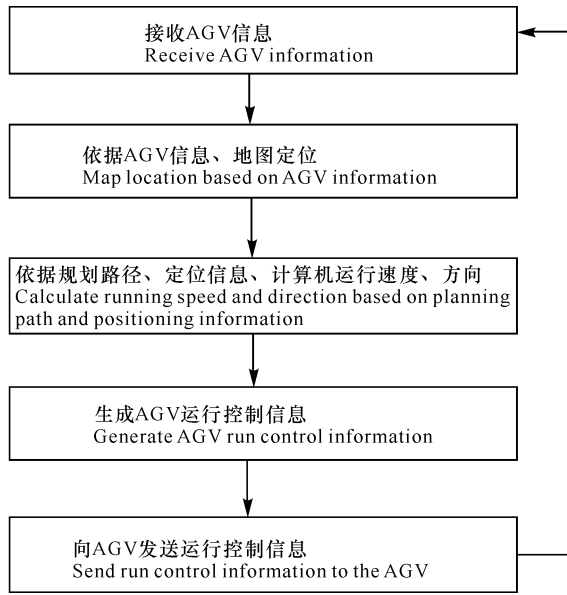 接收AGV信息
Receive AGV information
依据AGV信息、地图定位
Map location based on AGV information
依据规划路径、定位信息、计算机运行速度、方向
Calculate running speed and direction based on planning
path and positioning information
生成AGV运行控制信息
Generate AGV run control information
向AGV发送运行控制信息
Send run control information to the AGV